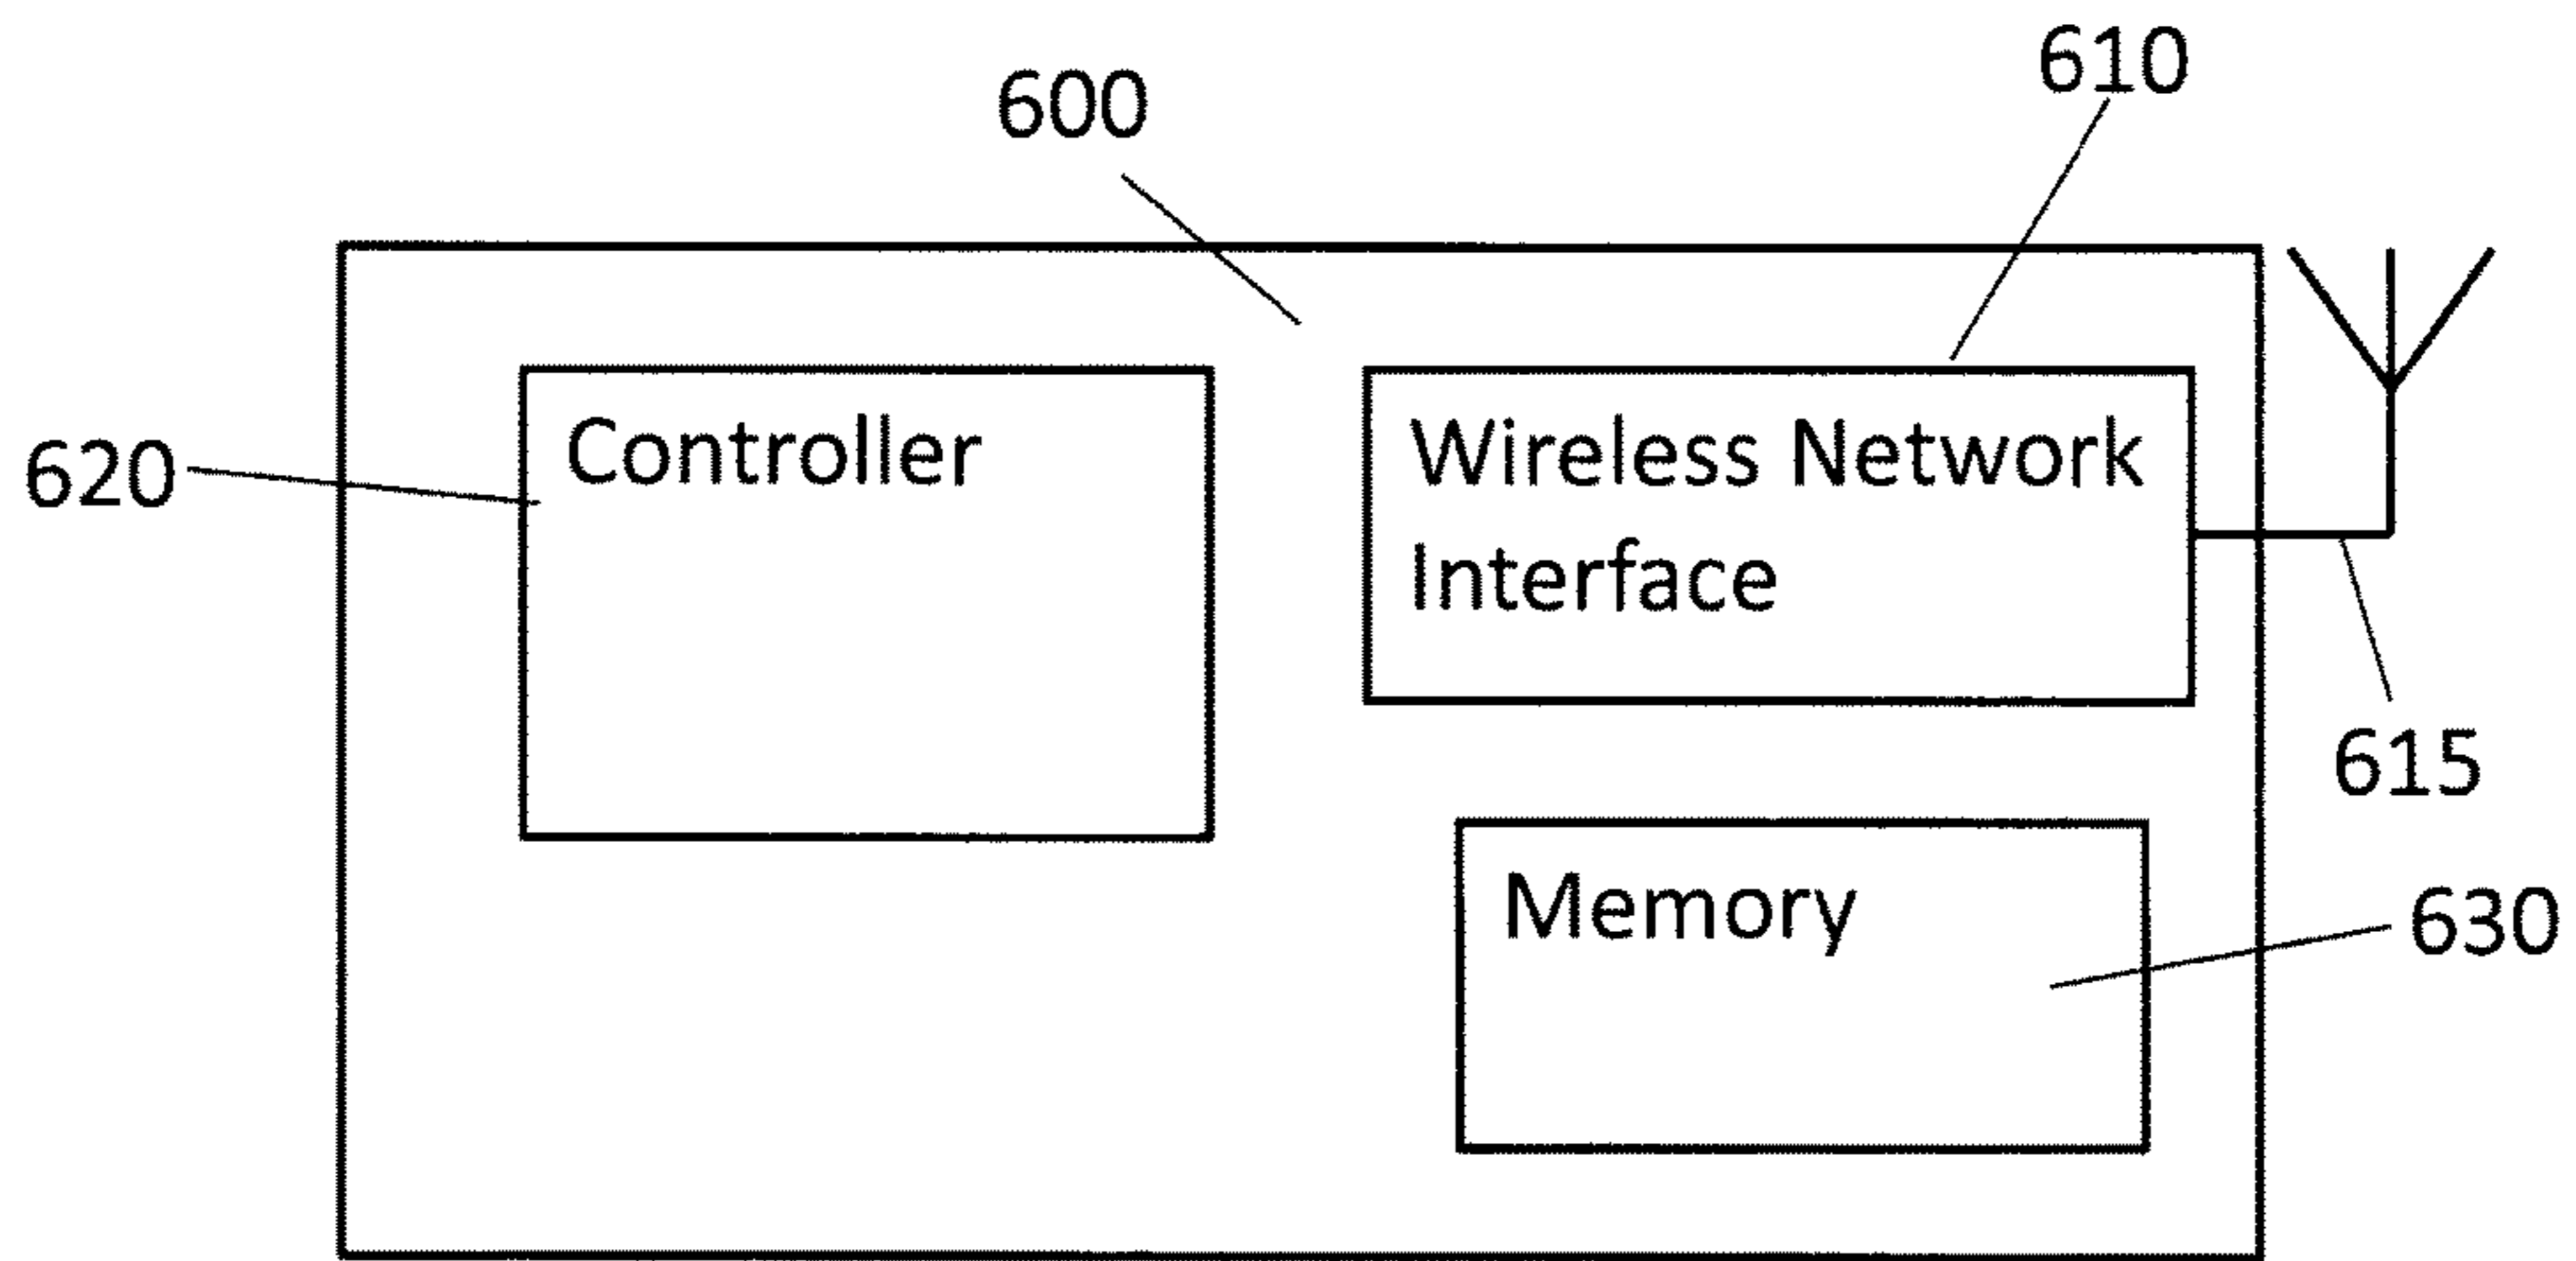 610
600
Controller
Wireless Network
Interface
620
615
Memory
630